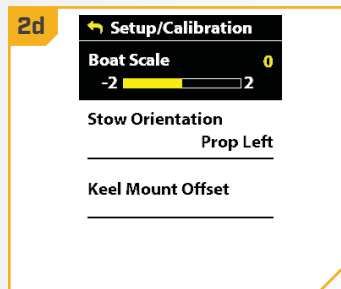 2d
Setup/Calibration
Boat Scale 0
-2 2
Stow Orientation
Prop Left
Keel Mount Offset